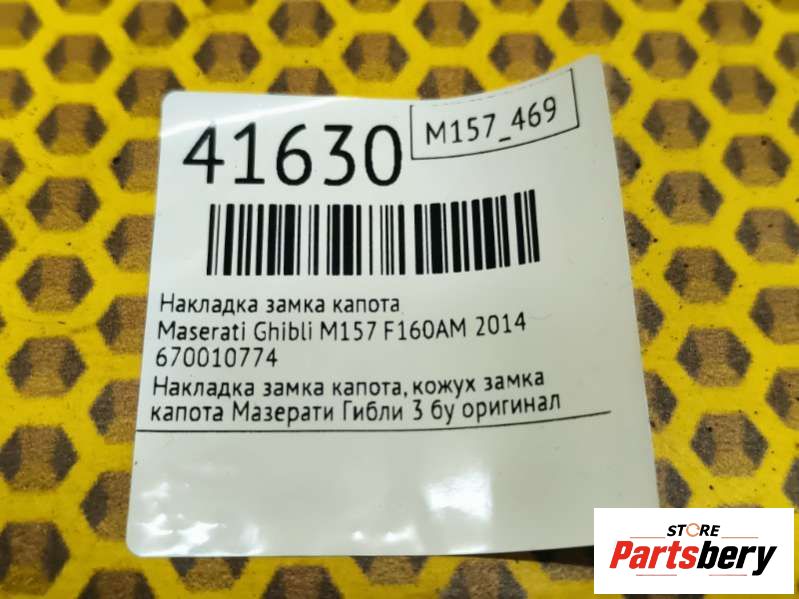 41630
M157_469
Накладка замка капота
Maserati Ghibli M157 F160AM 2014
670010774
Накладка замка капота, кожух замка
капота Мазерати Гибли 3 бу оригинал
STORE
Partsbery